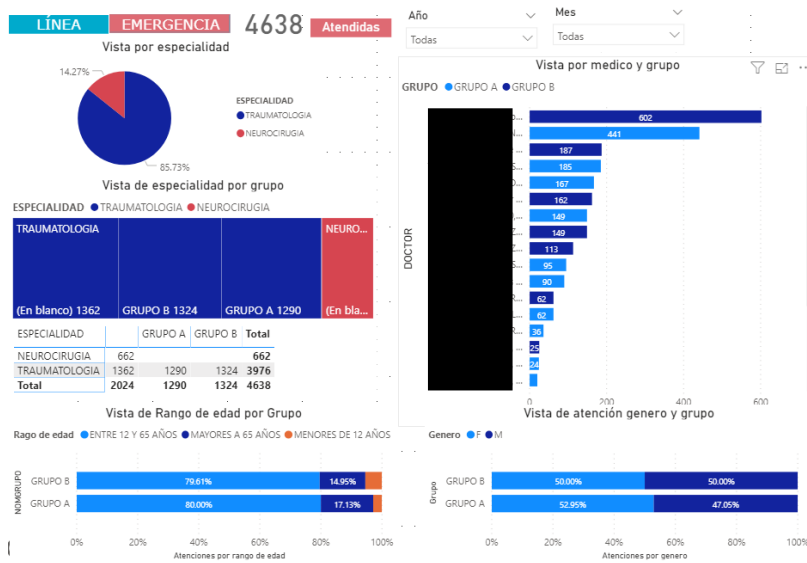 LÍNEA
EMERGENCIA
4638
Atendidas
Año
Todas
Mes
Todas
Vista por especialidad
14.27%
85.73%
ESPECIALIDAD
TRAUMATOLOGIA
NEUROCIRUGIA
Vista de especialidad por grupo
ESPECIALIDAD TRAUMATOLOGIA NEUROCIRUGIA
TRAUMATOLOGIA
NEURO...
(En blanco) 1362
GRUPO B 1324
GRUPO A 1290
(En bla...
ESPECIALIDAD GRUPO A GRUPO B Total
NEUROCIRUGIA 662 662
TRAUMATOLOGIA 1362 1290 1324 3976
Total 2024 1290 1324 4638
Vista por medico y grupo
GRUPO GRUPO A GRUPO B
DOCTOR
602
441
187
185
167
162
149
149
113
95
90
62
62
36
25
24
0 200 400 600
Vista de Rango de edad por Grupo
Rago de edad ENTRE 12 Y 65 AÑOS MAYORES A 65 AÑOS MENORES DE 12 AÑOS
NOMGRUPO
GRUPO B 79.61% 14.95%
GRUPO A 80.00% 17.13%
0% 20% 40% 60% 80% 100%
Atenciones por rango de edad
Vista de atención genero y grupo
Genero F M
Grupo
GRUPO B 50.00% 50.00%
GRUPO A 52.95% 47.05%
0% 20% 40% 60% 80% 100%
Atenciones por genero